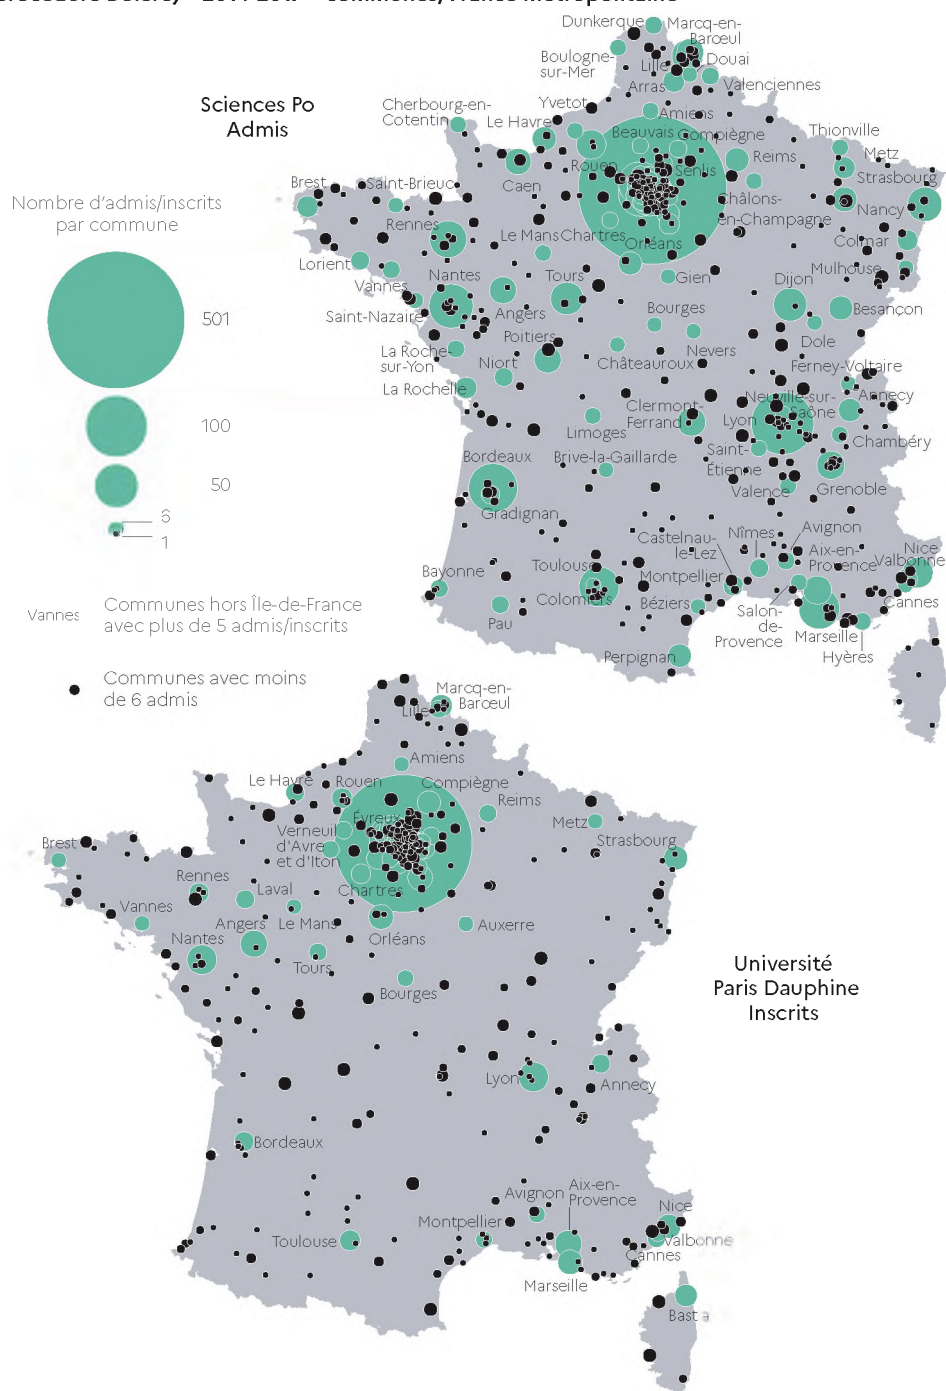 Sciences Po
Admis
Nombre d'admis/inscrits
par commune
501
100
50
6
1
Vannes
Communes hors Île-de-France
avec plus de 5 admis/inscrits
Communes avec moins
de 6 admis
Dunkerque
Marcq-en-
Barœul
Boulogne-
sur-Mer
Lille
Douai
Arras
Valenciennes
Cherbourg-en-
Cotentin
Yvetot
Le Havre
Amiens
Beauvais
Compiègne
Thionville
Metz
Rouen
Senlis
Reims
Strasbourg
Caen
Brest
Saint-Brieuc
Châlons-
en-Champagne
Nancy
Rennes
Le Mans
Chartres
Orléans
Colmar
Lorient
Vannes
Nantes
Tours
Gien
Dijon
Mulhouse
Saint-Nazaire
Angers
Bourges
Besançon
Poitiers
La Roche-
sur-Yon
Niort
Châteauroux
Nevers
Dole
Ferney-Voltaire
La Rochelle
Clermont-
Ferrand
Neuville-sur-
Saône
Annecy
Lyon
Limoges
Chambéry
Bordeaux
Brive-la-Gaillarde
Saint-
Étienne
Valence
Grenoble
Gradignan
Castelnau-
le-Lez
Nîmes
Avignon
Aix-en-
Provence
Nice
Valbonne
Bayonne
Toulouse
Montpellier
Colomiers
Béziers
Cannes
Pau
Salon-
de-
Provence
Marseille
Hyères
Perpignan
Marcq-en-
Barœul
Lille
Amiens
Le Havre
Rouen
Compiègne
Reims
Évreux
Metz
Verneuil
d'Avre
et d'Iton
Strasbourg
Brest
Rennes
Laval
Chartres
Vannes
Angers
Le Mans
Orléans
Auxerre
Nantes
Tours
Bourges
Université
Paris Dauphine
Inscrits
Lyon
Annecy
Bordeaux
Avignon
Aix-en-
Provence
Nice
Montpellier
Toulouse
Valbonne
Cannes
Marseille